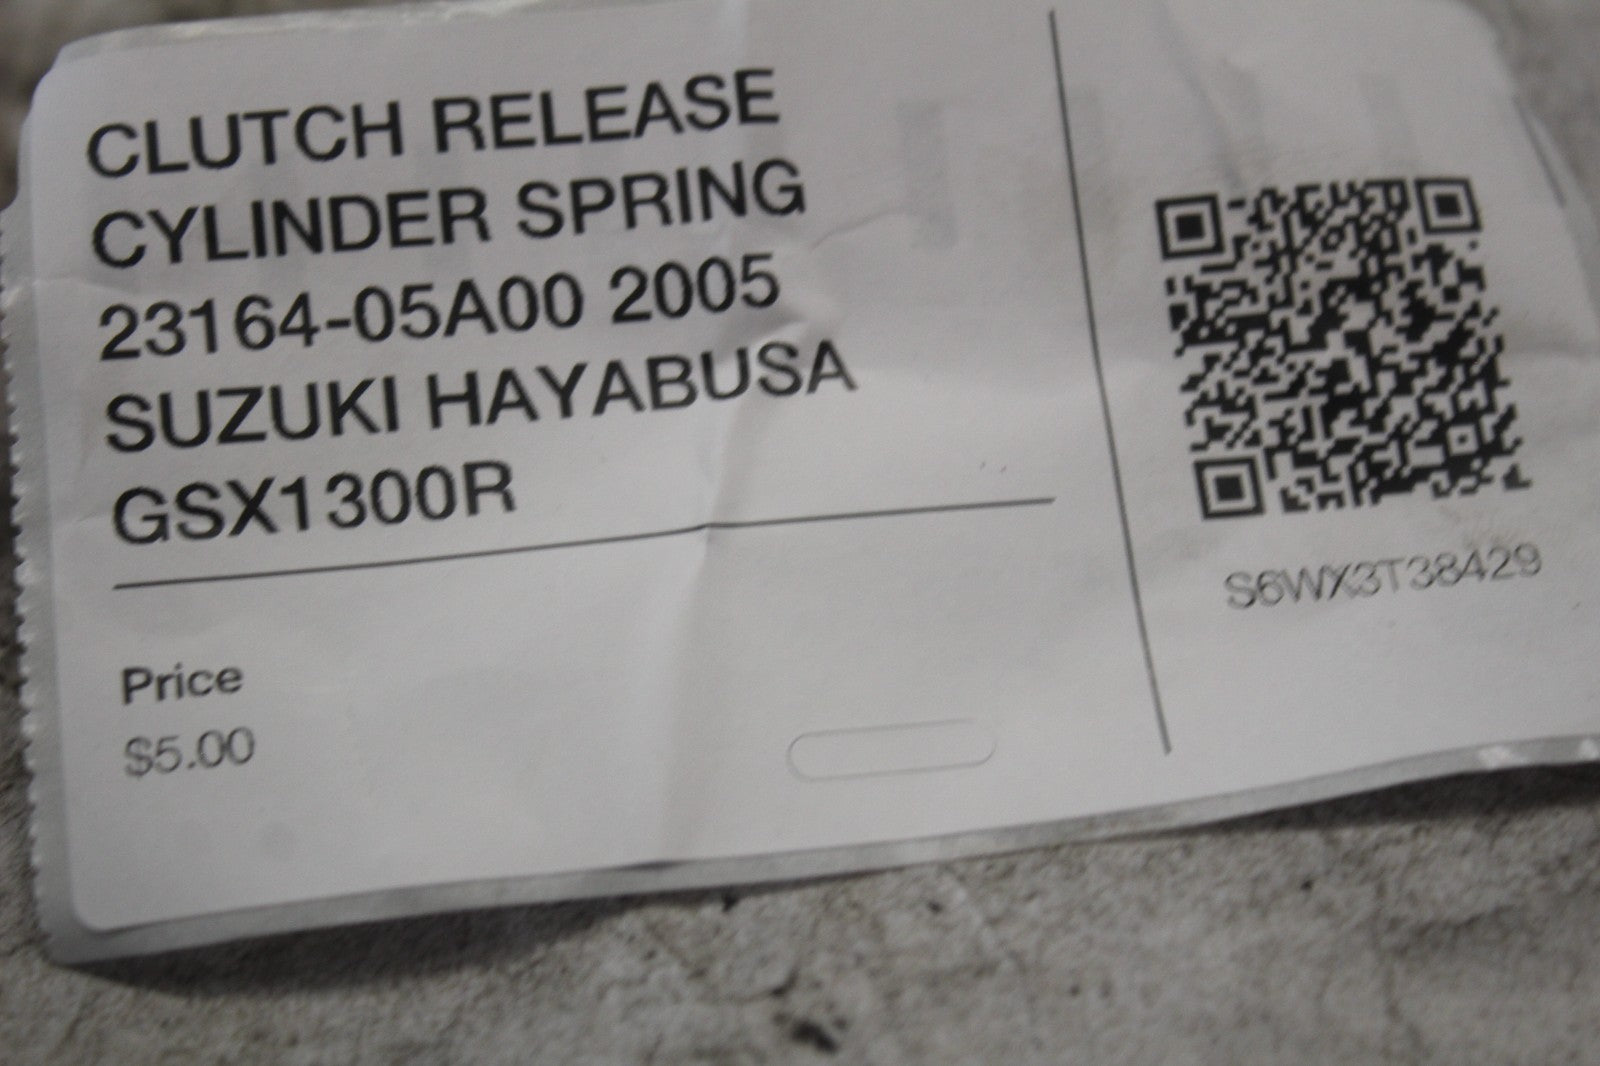 CLUTCH RELEASE
CYLINDER SPRING
23164-05A00 2005
SUZUKI HAYABUSA
GSX1300R
Price
$5.00
S6WX3T38429